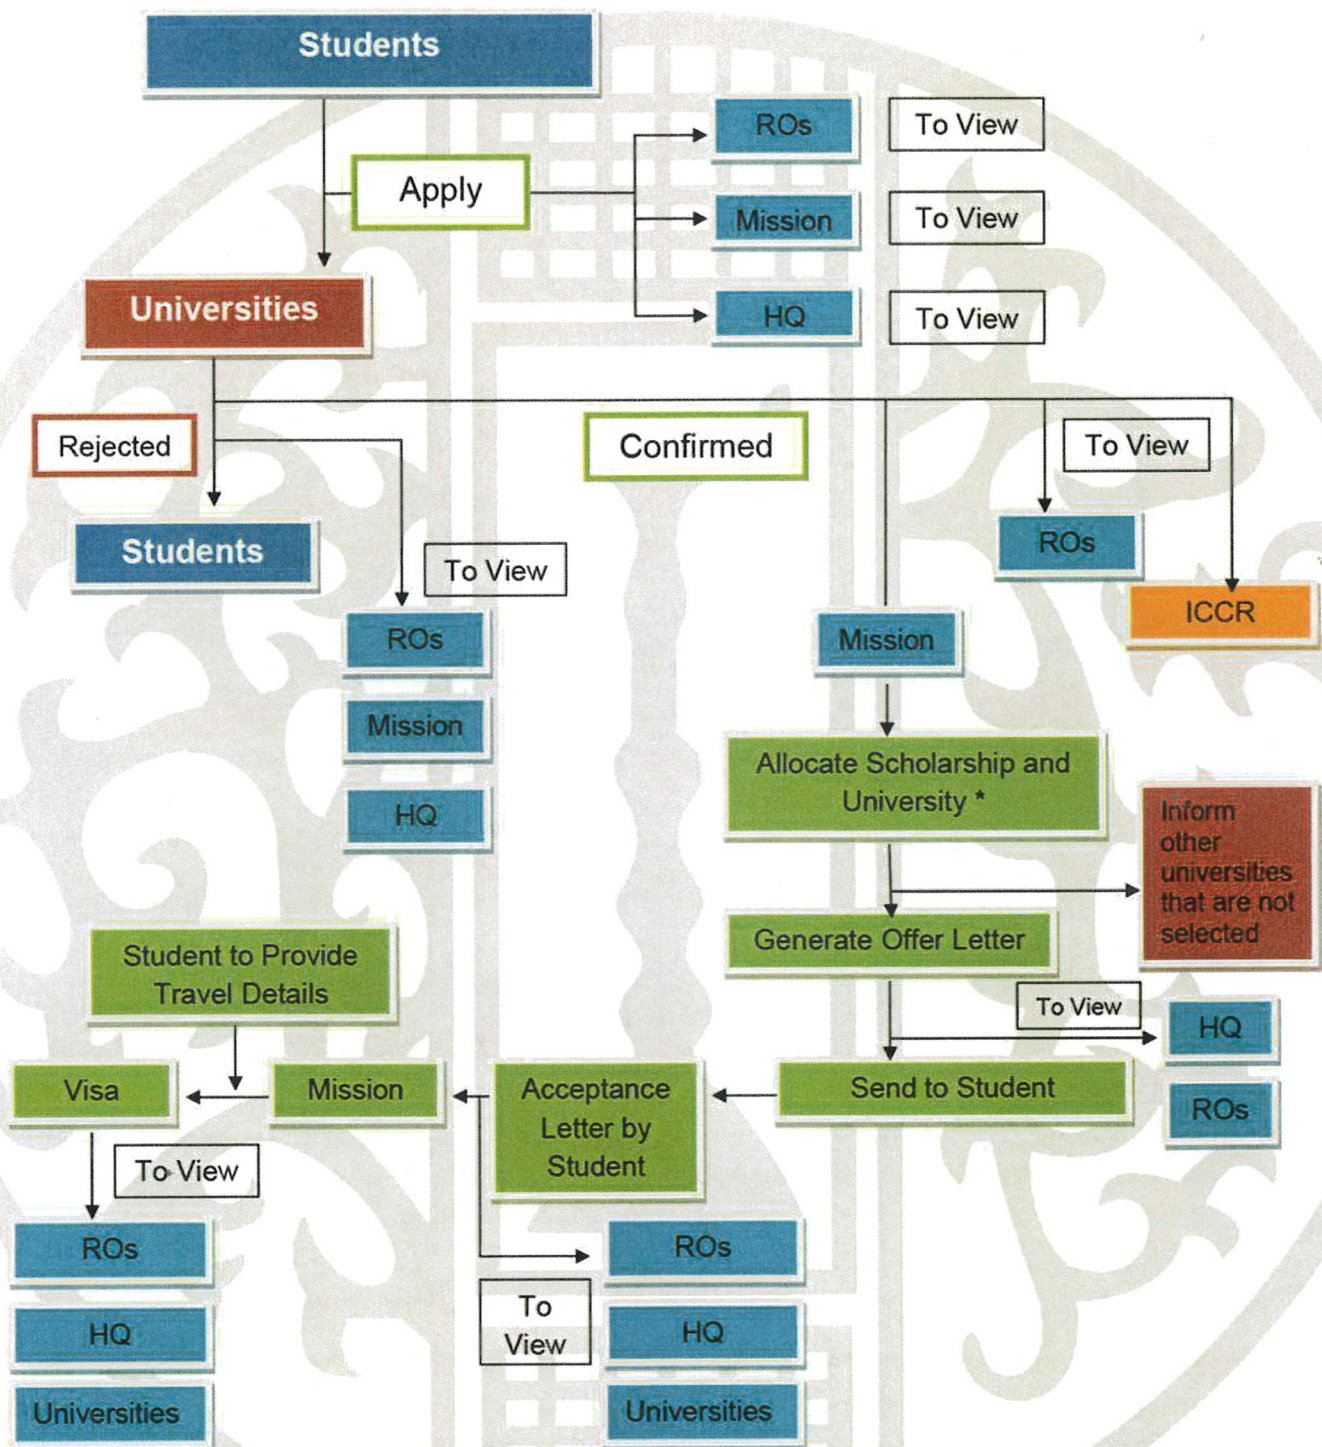 Students
ROs
To View
Apply
Mission
To View
Universities
HQ
To View
Rejected
Confirmed
To View
Students
To View
ROs
ICCR
ROs
Mission
Mission
HQ
Allocate Scholarship and
University *
Inform
other
universities
that are not
selected
Student to Provide
Travel Details
Generate Offer Letter
To View
HQ
Visa
Mission
Acceptance
Letter by
Student
Send to Student
ROs
To View
ROs
ROs
To
View
HQ
HQ
Universities
Universities